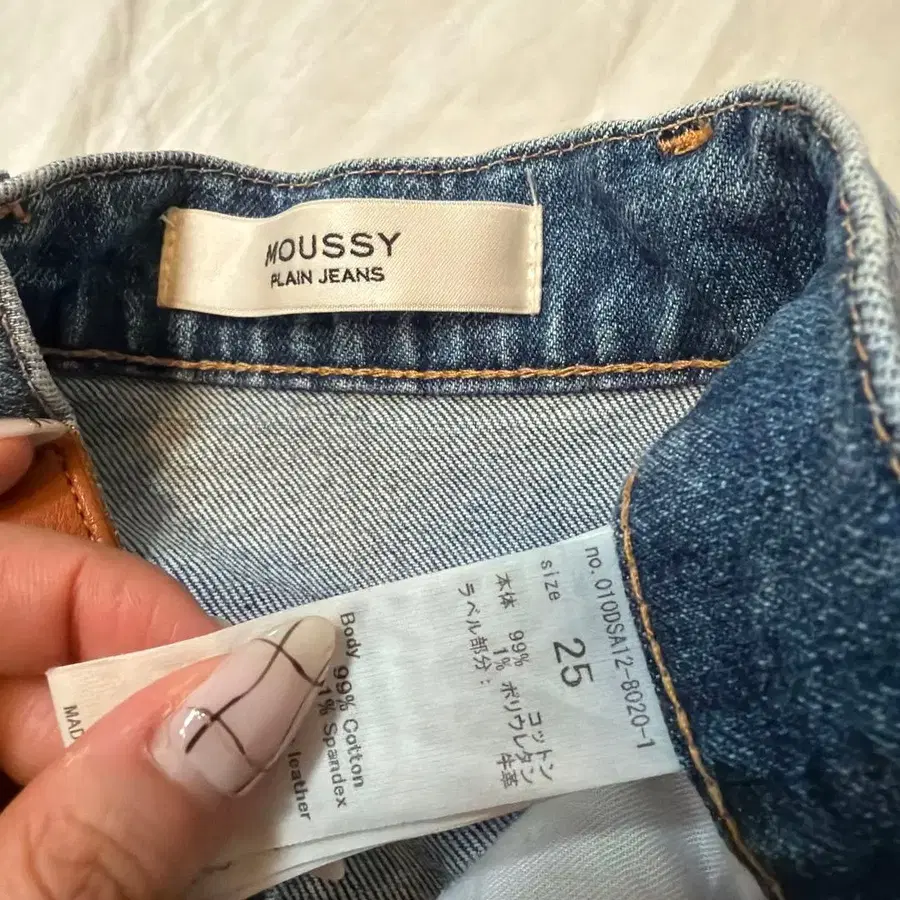 MOUSSY
PLAIN JEANS
no.010DSA12-8020-1
size 25
本体 99% コットン
1% ポリウレタン
ラベル部分: 牛革
Body 99% Cotton
1% Spandex
leather
MAD